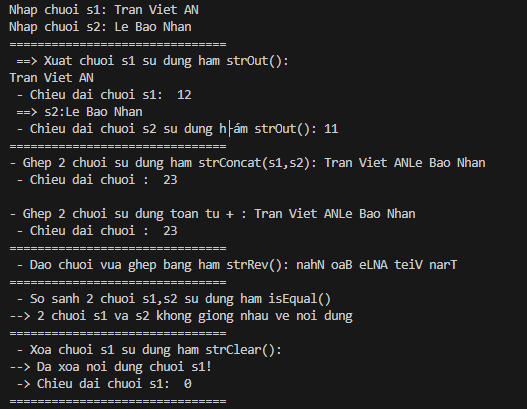 Nhap chuoi s1: Tran Viet AN
Nhap chuoi s2: Le Bao Nhan
===============================
==> Xuat chuoi s1 su dung ham strOut():
Tran Viet AN
- Chieu dai chuoi s1:  12
==> s2:Le Bao Nhan
- Chieu dai chuoi s2 su dung hám strOut(): 11
===============================
- Ghep 2 chuoi su dung ham strConcat(s1,s2): Tran Viet ANLe Bao Nhan
- Chieu dai chuoi :  23
- Ghep 2 chuoi su dung toan tu + : Tran Viet ANLe Bao Nhan
- Chieu dai chuoi :  23
===============================
- Dao chuoi vua ghep bang ham strRev(): nahN oaB eLNA teiV narT
===============================
- So sanh 2 chuoi s1,s2 su dung ham isEqual()
--> 2 chuoi s1 va s2 khong giong nhau ve noi dung
===============================
- Xoa chuoi s1 su dung ham strClear():
--> Da xoa noi dung chuoi s1!
-> Chieu dai chuoi s1:  0
===============================